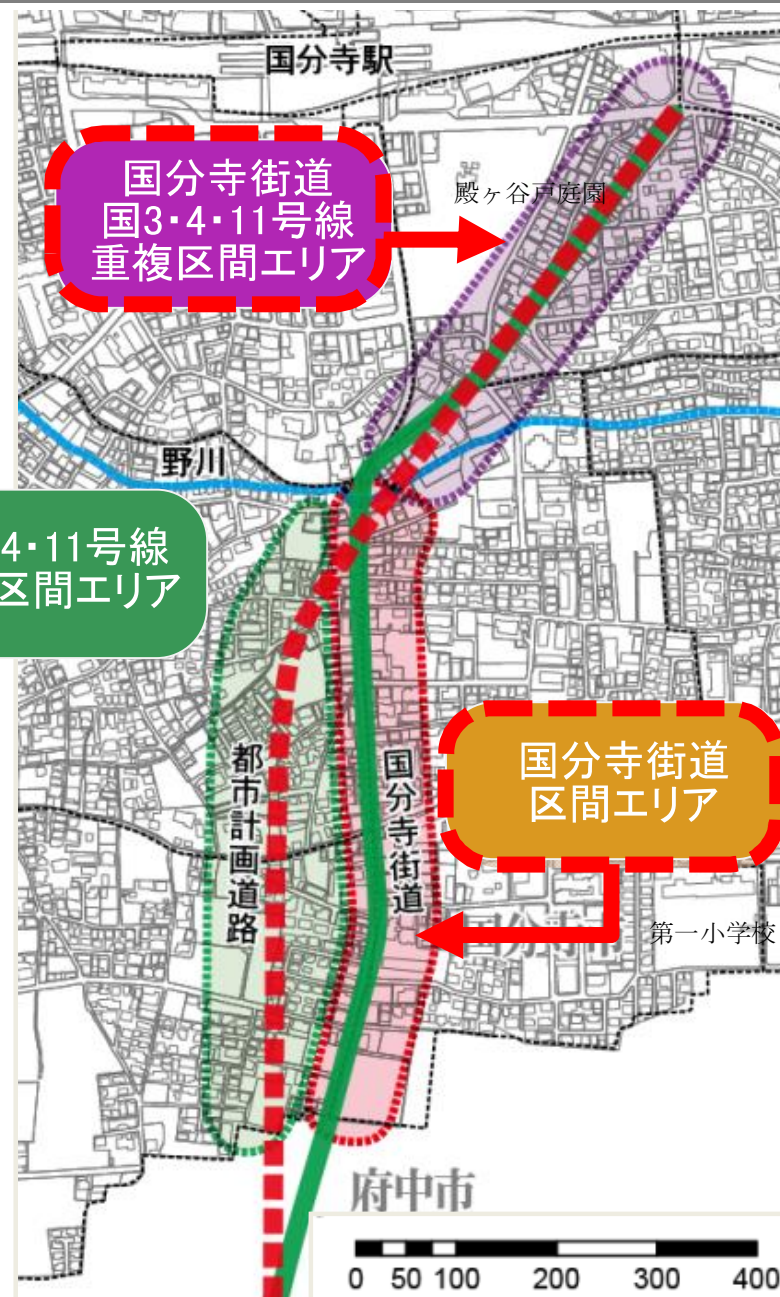 国分寺駅
国分寺街道
国3・4・11号線
重複区間エリア
殿ヶ谷戸庭園
野川
4・11号線
区間エリア
都市計画道路
国分寺街道
国分寺街道
区間エリア
国分寺市
第一小学校
府中市
0 50 100 200 300 400